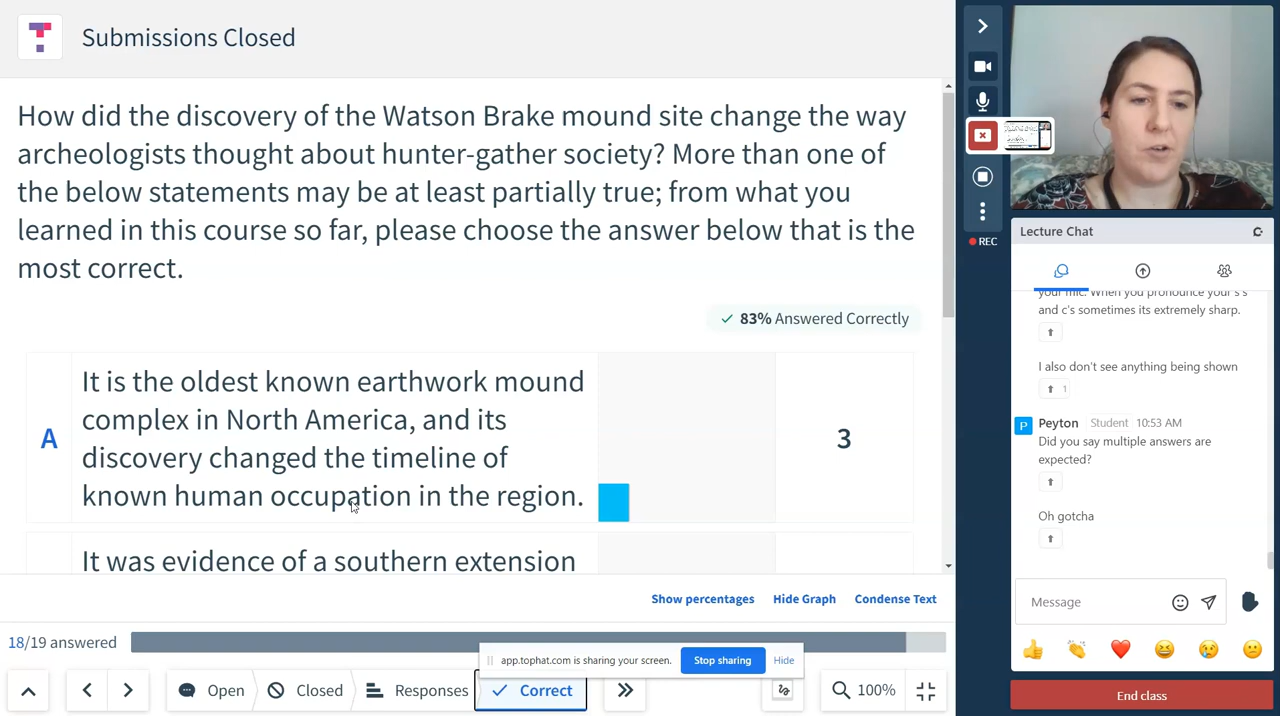 Submissions Closed
How did the discovery of the Watson Brake mound site change the way
archeologists thought about hunter-gather society? More than one of
the below statements may be at least partially true; from what you
learned in this course so far, please choose the answer below that is the
most correct.
83% Answered Correctly
A
It is the oldest known earthwork mound
complex in North America, and its
discovery changed the timeline of
known human occupation in the region.
3
It was evidence of a southern extension
Show percentages
Hide Graph
Condense Text
18/19 answered
app.tophat.com is sharing your screen.
Stop sharing
Hide
Open
Closed
Responses
Correct
100%
REC
Lecture Chat
your mic. When you pronounce your s's
and c's sometimes its extremely sharp.
I also don't see anything being shown
1
P
Peyton Student 10:53 AM
Did you say multiple answers are
expected?
Oh gotcha
Message
End class